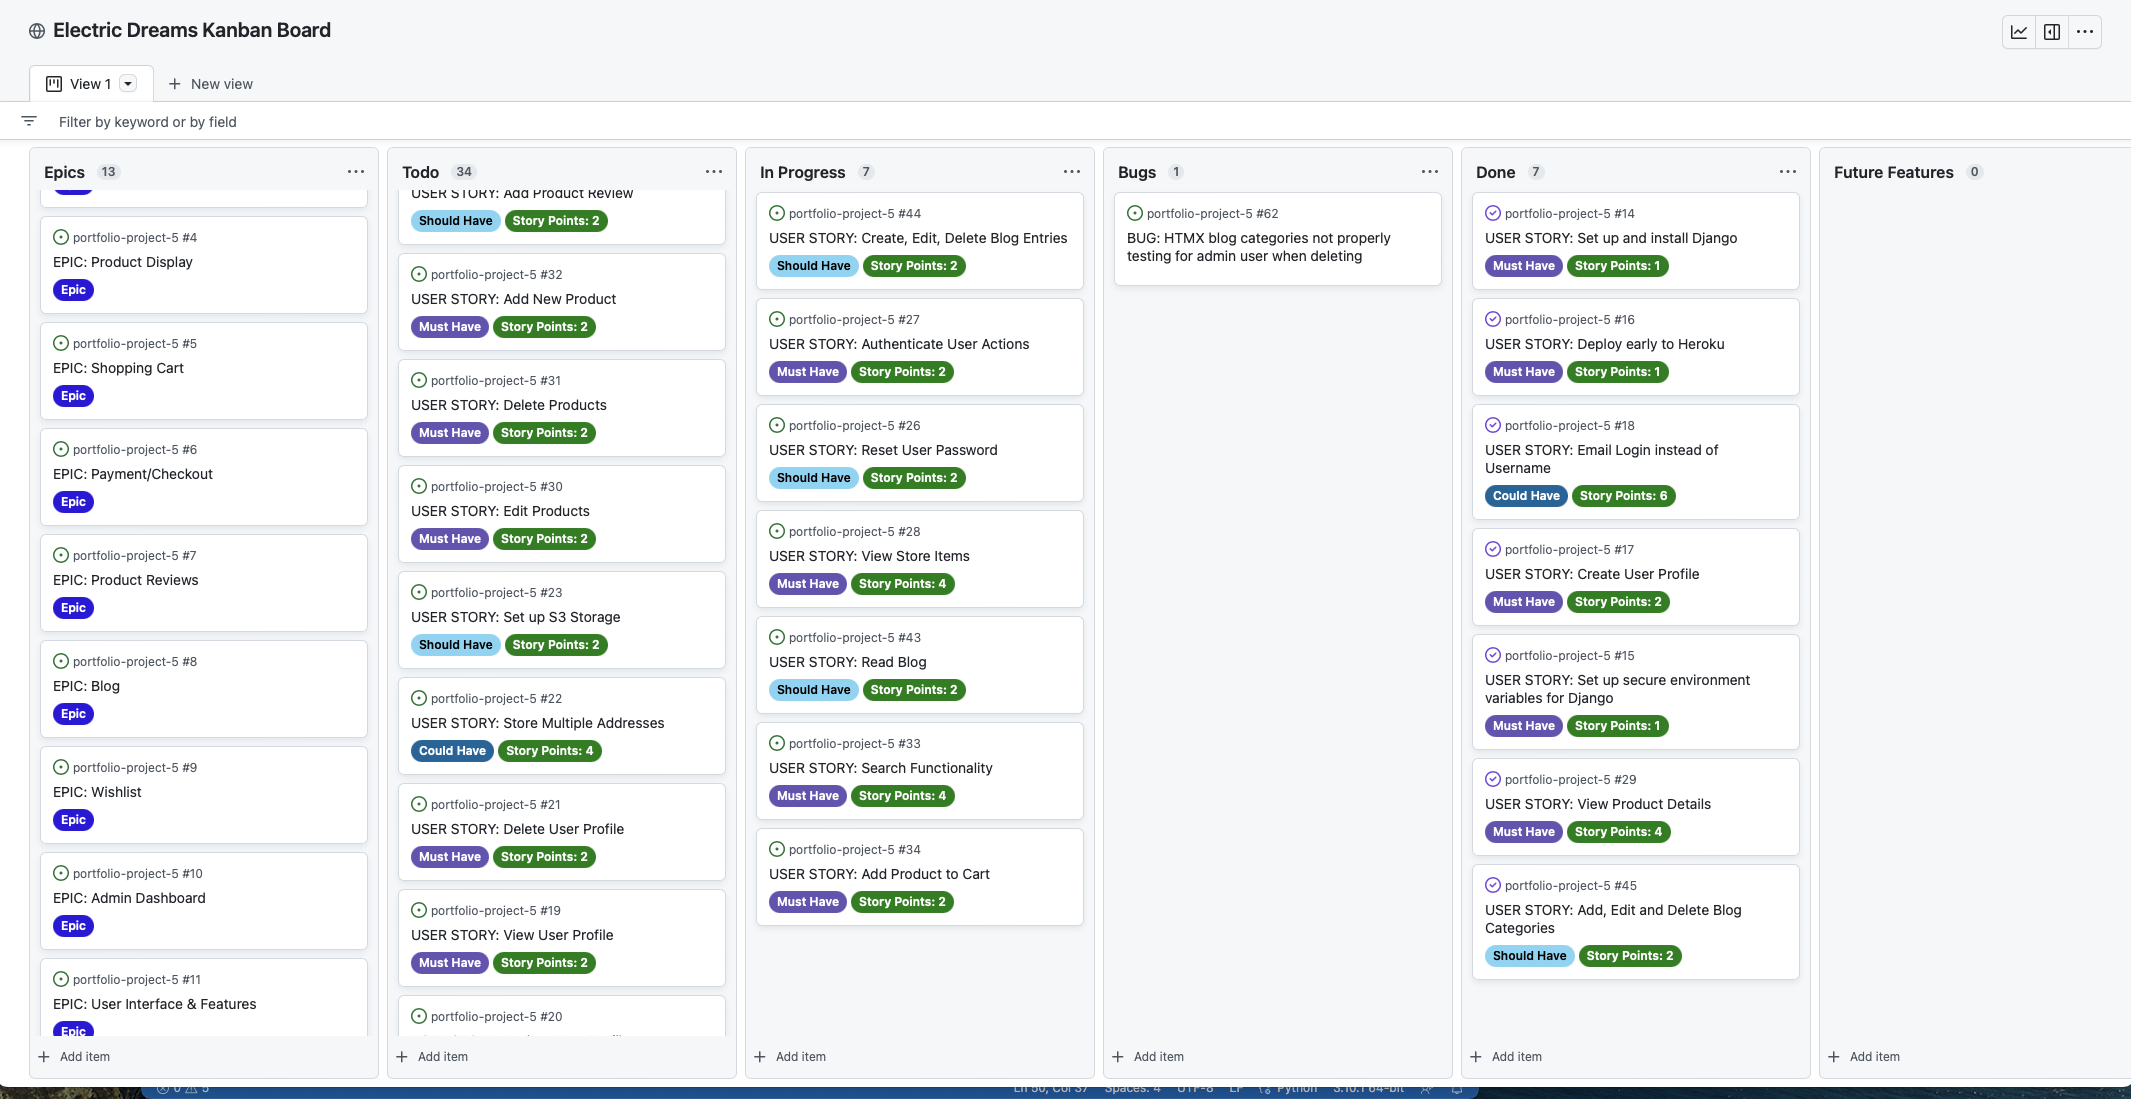 Electric Dreams Kanban Board
View 1
New view
Filter by keyword or by field
Epics 13
portfolio-project-5 #4
EPIC: Product Display
Epic
portfolio-project-5 #5
EPIC: Shopping Cart
Epic
portfolio-project-5 #6
EPIC: Payment/Checkout
Epic
portfolio-project-5 #7
EPIC: Product Reviews
Epic
portfolio-project-5 #8
EPIC: Blog
Epic
portfolio-project-5 #9
EPIC: Wishlist
Epic
portfolio-project-5 #10
EPIC: Admin Dashboard
Epic
portfolio-project-5 #11
EPIC: User Interface & Features
Epic
Add item
Todo 34
USER STORY: Add Product Review
Should Have Story Points: 2
portfolio-project-5 #32
USER STORY: Add New Product
Must Have Story Points: 2
portfolio-project-5 #31
USER STORY: Delete Products
Must Have Story Points: 2
portfolio-project-5 #30
USER STORY: Edit Products
Must Have Story Points: 2
portfolio-project-5 #23
USER STORY: Set up S3 Storage
Should Have Story Points: 2
portfolio-project-5 #22
USER STORY: Store Multiple Addresses
Could Have Story Points: 4
portfolio-project-5 #21
USER STORY: Delete User Profile
Must Have Story Points: 2
portfolio-project-5 #19
USER STORY: View User Profile
Must Have Story Points: 2
portfolio-project-5 #20
Add item
In Progress 7
portfolio-project-5 #44
USER STORY: Create, Edit, Delete Blog Entries
Should Have Story Points: 2
portfolio-project-5 #27
USER STORY: Authenticate User Actions
Must Have Story Points: 2
portfolio-project-5 #26
USER STORY: Reset User Password
Should Have Story Points: 2
portfolio-project-5 #28
USER STORY: View Store Items
Must Have Story Points: 4
portfolio-project-5 #43
USER STORY: Read Blog
Should Have Story Points: 2
portfolio-project-5 #33
USER STORY: Search Functionality
Must Have Story Points: 4
portfolio-project-5 #34
USER STORY: Add Product to Cart
Must Have Story Points: 2
Add item
Bugs 1
portfolio-project-5 #62
BUG: HTMX blog categories not properly
testing for admin user when deleting
Add item
Done 7
portfolio-project-5 #14
USER STORY: Set up and install Django
Must Have Story Points: 1
portfolio-project-5 #16
USER STORY: Deploy early to Heroku
Must Have Story Points: 1
portfolio-project-5 #18
USER STORY: Email Login instead of
Username
Could Have Story Points: 6
portfolio-project-5 #17
USER STORY: Create User Profile
Must Have Story Points: 2
portfolio-project-5 #15
USER STORY: Set up secure environment
variables for Django
Must Have Story Points: 1
portfolio-project-5 #29
USER STORY: View Product Details
Must Have Story Points: 4
portfolio-project-5 #45
USER STORY: Add, Edit and Delete Blog
Categories
Should Have Story Points: 2
Add item
Future Features 0
Add item
0 5 Ln 50, Col 37 Spaces: 4 UTF-8 LF Python 3.10.1 64-bit